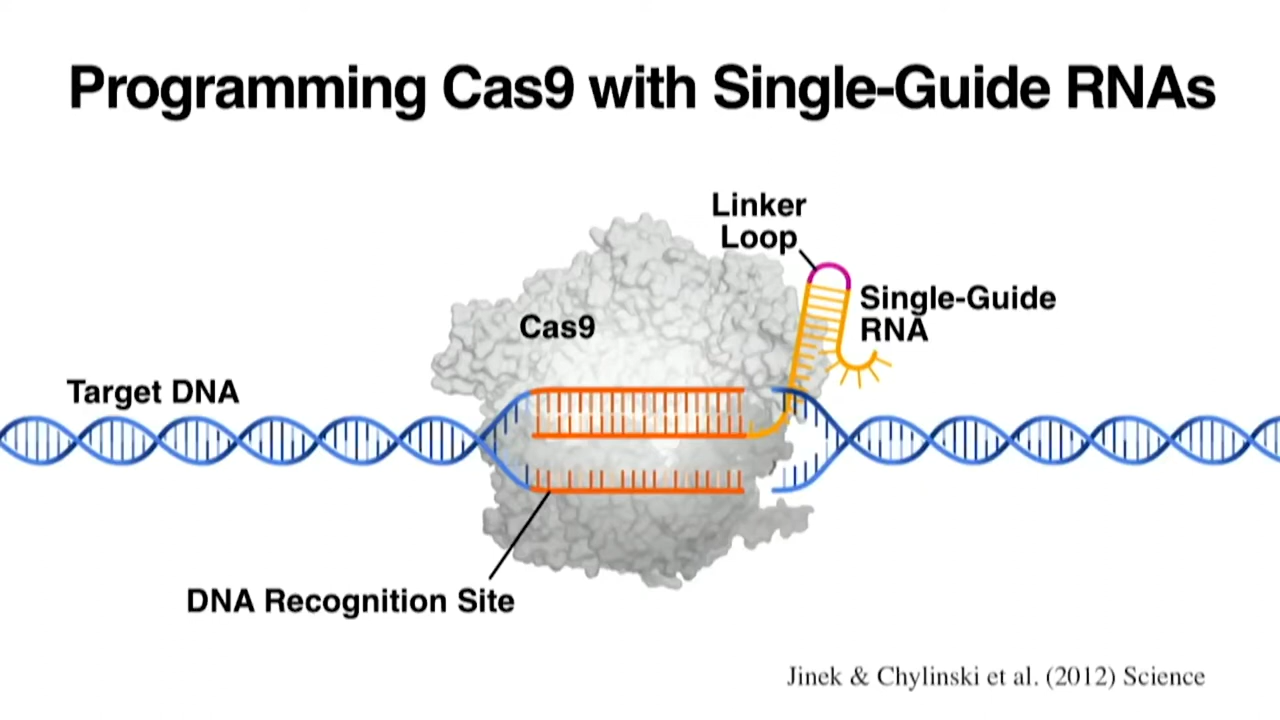 Programming Cas9 with Single-Guide RNAs
Linker
Loop
Single-Guide
RNA
Cas9
Target DNA
DNA Recognition Site
Jinek & Chylinski et al. (2012) Science